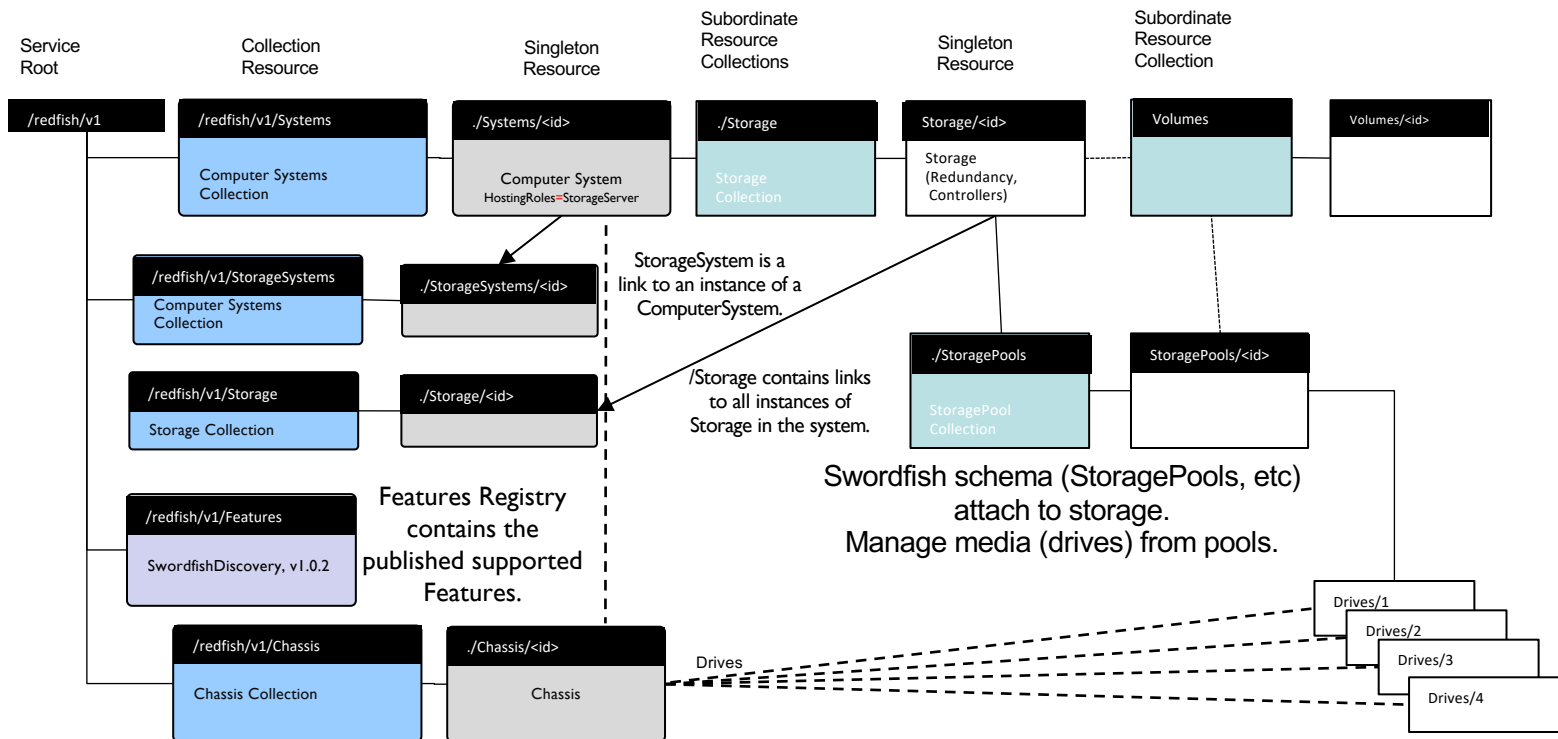 Service
Root
Collection
Resource
Singleton
Resource
Subordinate
Resource
Collections
Singleton
Resource
Subordinate
Resource
Collection
/redfish/v1
/redfish/v1/Systems
Computer Systems
Collection
./Systems/<id>
Computer System
HostingRoles=StorageServer
./Storage
Storage
Collection
Storage/<id>
Storage
(Redundancy,
Controllers)
Volumes
Volumes/<id>
/redfish/v1/StorageSystems
Computer Systems
Collection
./StorageSystems/<id>
StorageSystem is a
link to an instance of a
ComputerSystem.
./StoragePools
StoragePool
Collection
StoragePools/<id>
/redfish/v1/Storage
Storage Collection
./Storage/<id>
/Storage contains links
to all instances of
Storage in the system.
Swordfish schema (StoragePools, etc)
attach to storage.
Manage media (drives) from pools.
/redfish/v1/Features
SwordfishDiscovery, v1.0.2
Features Registry
contains the
published supported
Features.
/redfish/v1/Chassis
Chassis Collection
./Chassis/<id>
Chassis
Drives
Drives/1
Drives/2
Drives/3
Drives/4